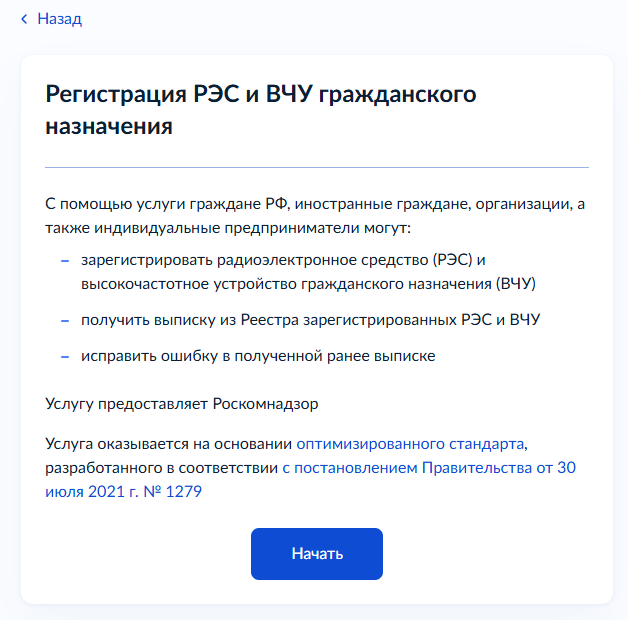 Назад
Регистрация РЭС и ВЧУ гражданского
назначения
С помощью услуги граждане РФ, иностранные граждане, организации, а
также индивидуальные предприниматели могут:
– зарегистрировать радиоэлектронное средство (РЭС) и
высокочастотное устройство гражданского назначения (ВЧУ)
– получить выписку из Реестра зарегистрированных РЭС и ВЧУ
– исправить ошибку в полученной ранее выписке
Услугу предоставляет Роскомнадзор
Услуга оказывается на основании оптимизированного стандарта,
разработанного в соответствии с постановлением Правительства от 30
июля 2021 г. № 1279
Начать